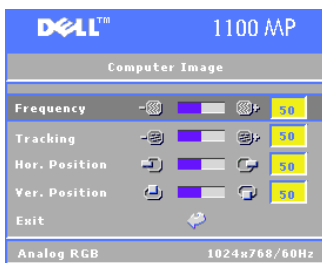 DELL™ 1100 MP
Computer Image
Frequency 50
Tracking 50
Hor. Position 50
Ver. Position 50
Exit
Analog RGB 1024x768/60Hz